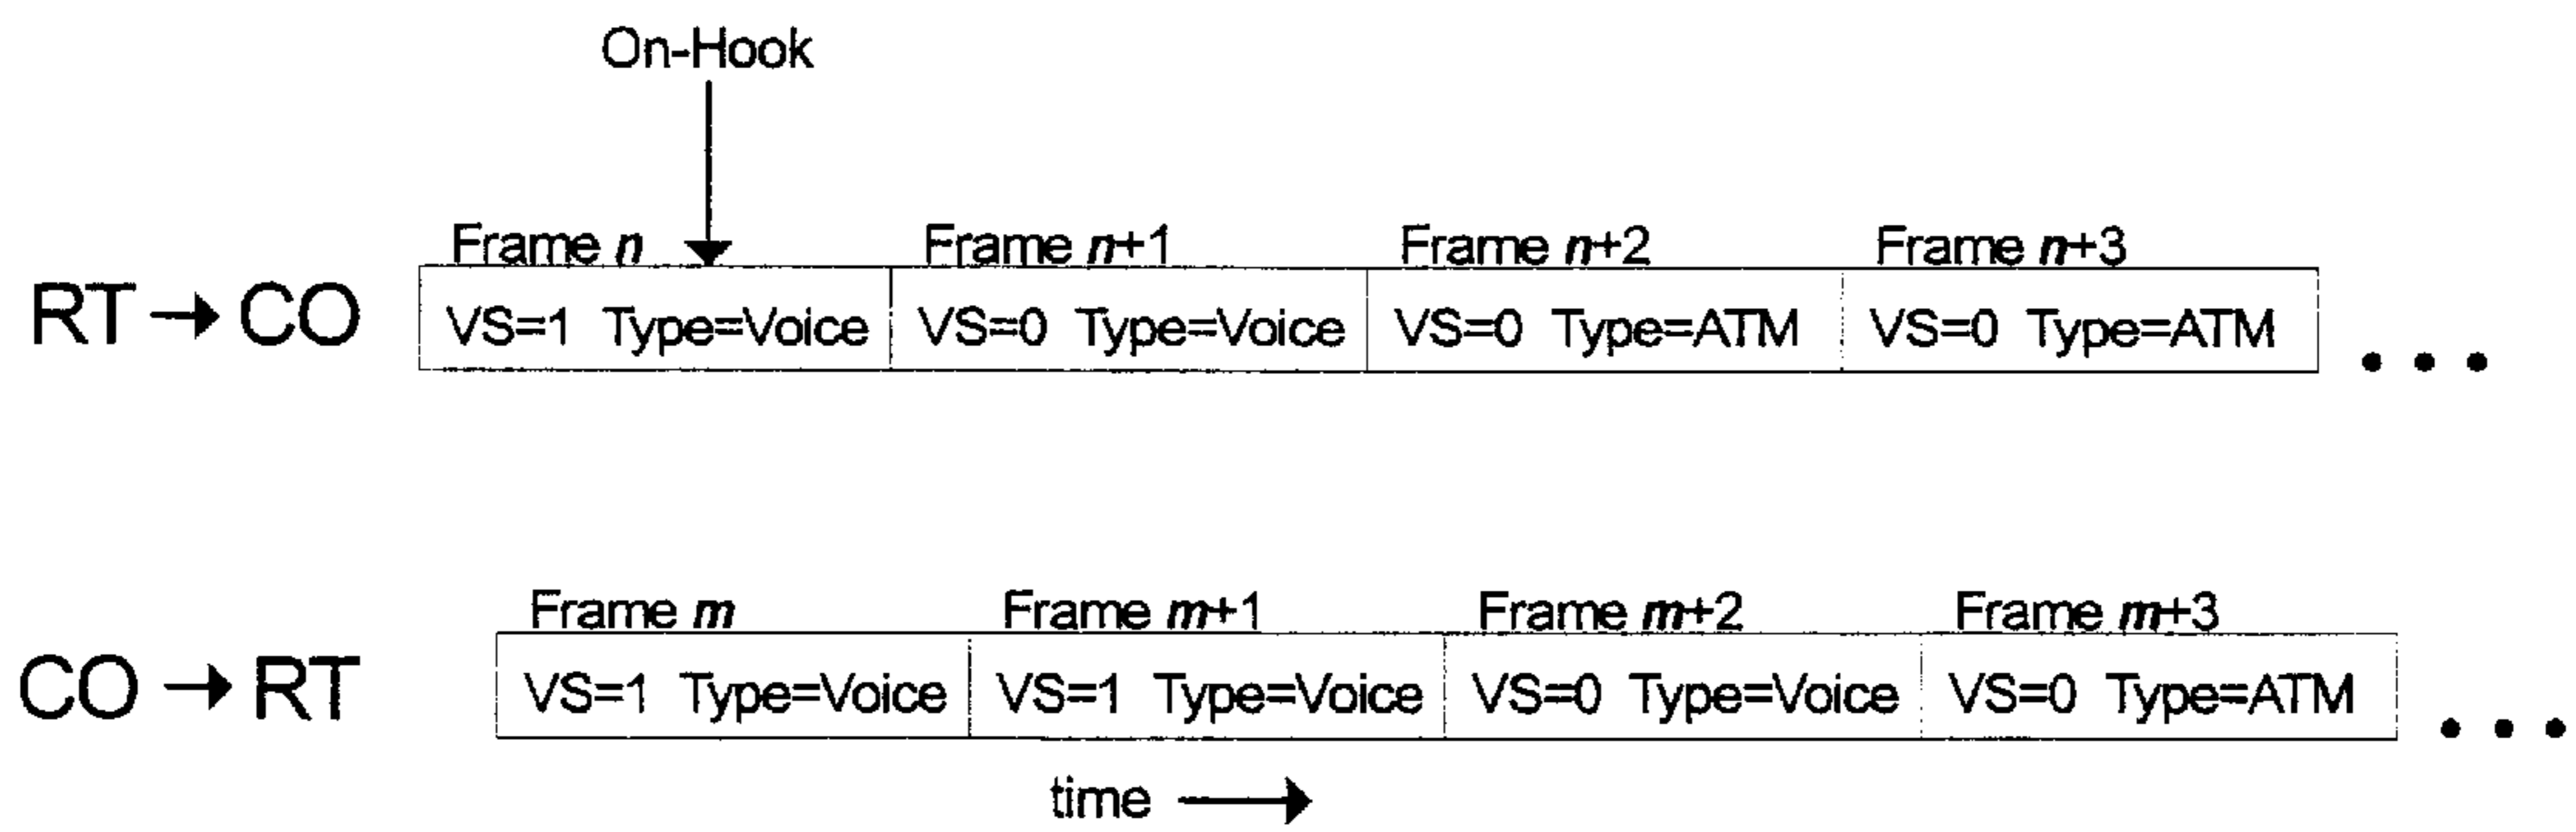 On-Hook
Frame n Frame n+1 Frame n+2 Frame n+3
RT → CO VS=1 Type=Voice VS=0 Type=Voice VS=0 Type=ATM VS=0 Type=ATM • • •
Frame m Frame m+1 Frame m+2 Frame m+3
CO → RT VS=1 Type=Voice VS=1 Type=Voice VS=0 Type=Voice VS=0 Type=ATM • • •
time →